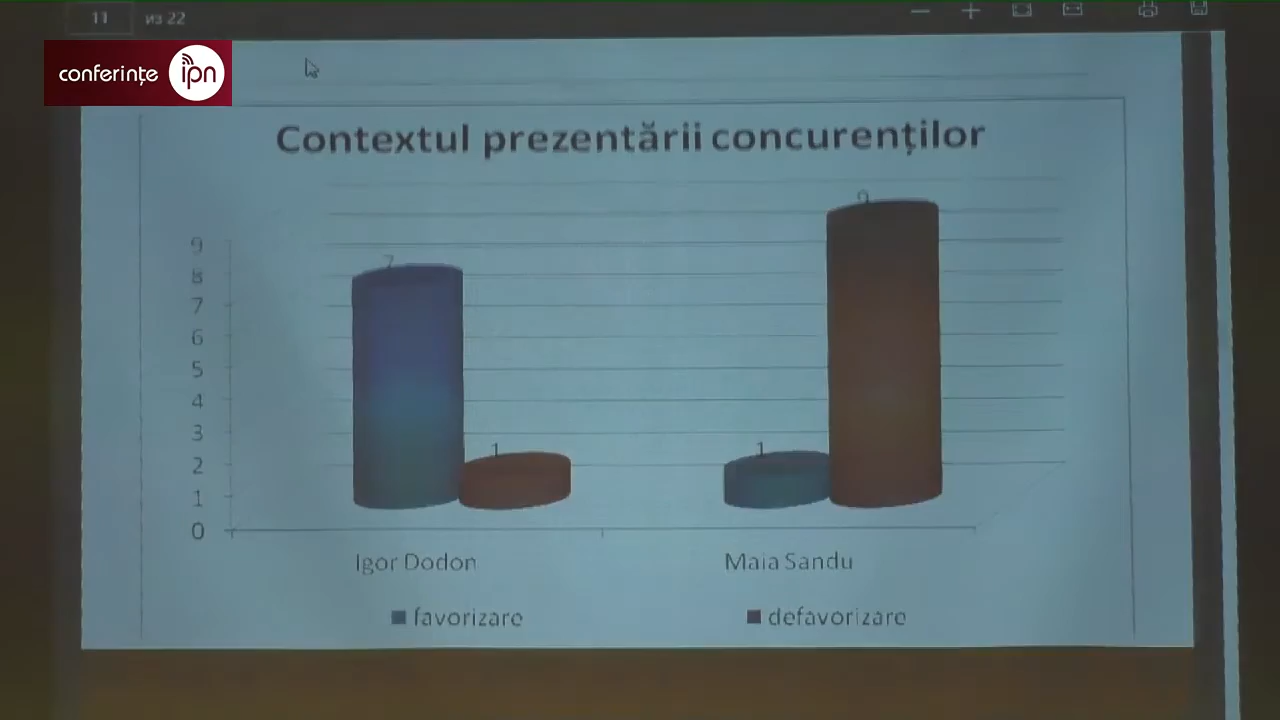 11 из 22
conferințe ipn
Contextul prezentării concurenților
9
8
7
6
5
4
3
2
1
0
7
1
1
9
Igor Dodon
Maia Sandu
favorizare
defavorizare